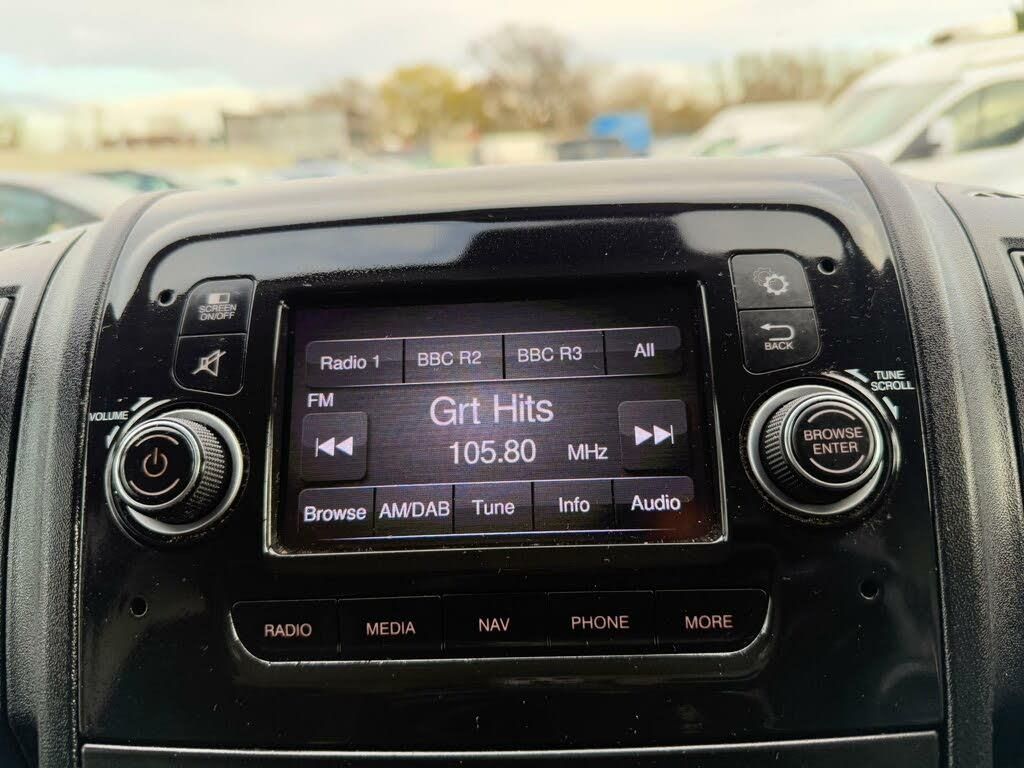 SCREEN
ON/OFF
BACK
VOLUME
TUNE
SCROLL
Radio 1 BBC R2 BBC R3 All
FM
Grt Hits
105.80 MHz
BROWSE
ENTER
Browse AM/DAB Tune Info Audio
RADIO MEDIA NAV PHONE MORE